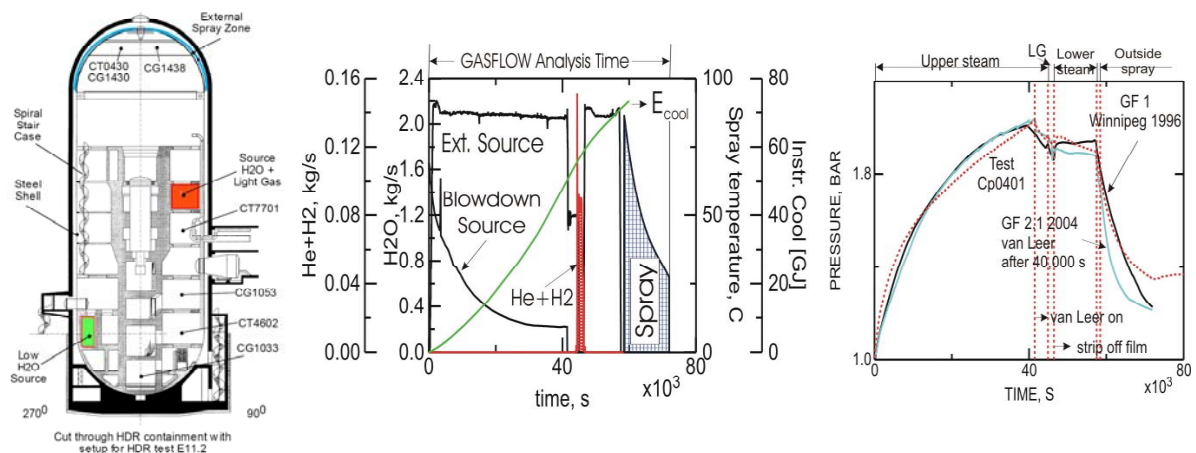 External
Spray Zone
CT0430
CG1430
CG1438
Spiral
Stair
Case
Steel
Shell
Source
H2O +
Light Gas
CT7701
CG1053
CT4602
CG1033
Low
H2O
Source
270⁰
90⁰
Cut through HDR containment with
setup for HDR test E11.2
GASFLOW Analysis Time
He+H2, kg/s
0.16
0.12
0.08
0.04
0.00
H2O, kg/s
2.4
2.0
1.6
1.2
0.8
0.4
0.0
Ext. Source
Blowdown
Source
He+H2
Spray
E cool
100
75
50
25
0
Spray temperature, C
80
60
40
20
0
Instr. Cool [GJ]
0
40
80
x10³
time, s
LG
Upper steam
Lower
steam
Outside
spray
GF 1
Winnipeg 1996
Test
Cp0401
GF 2.1 2004
van Leer
after 40,000 s
van Leer on
strip off film
PRESSURE, BAR
1.8
1.0
0
40
80
x10³
TIME, S